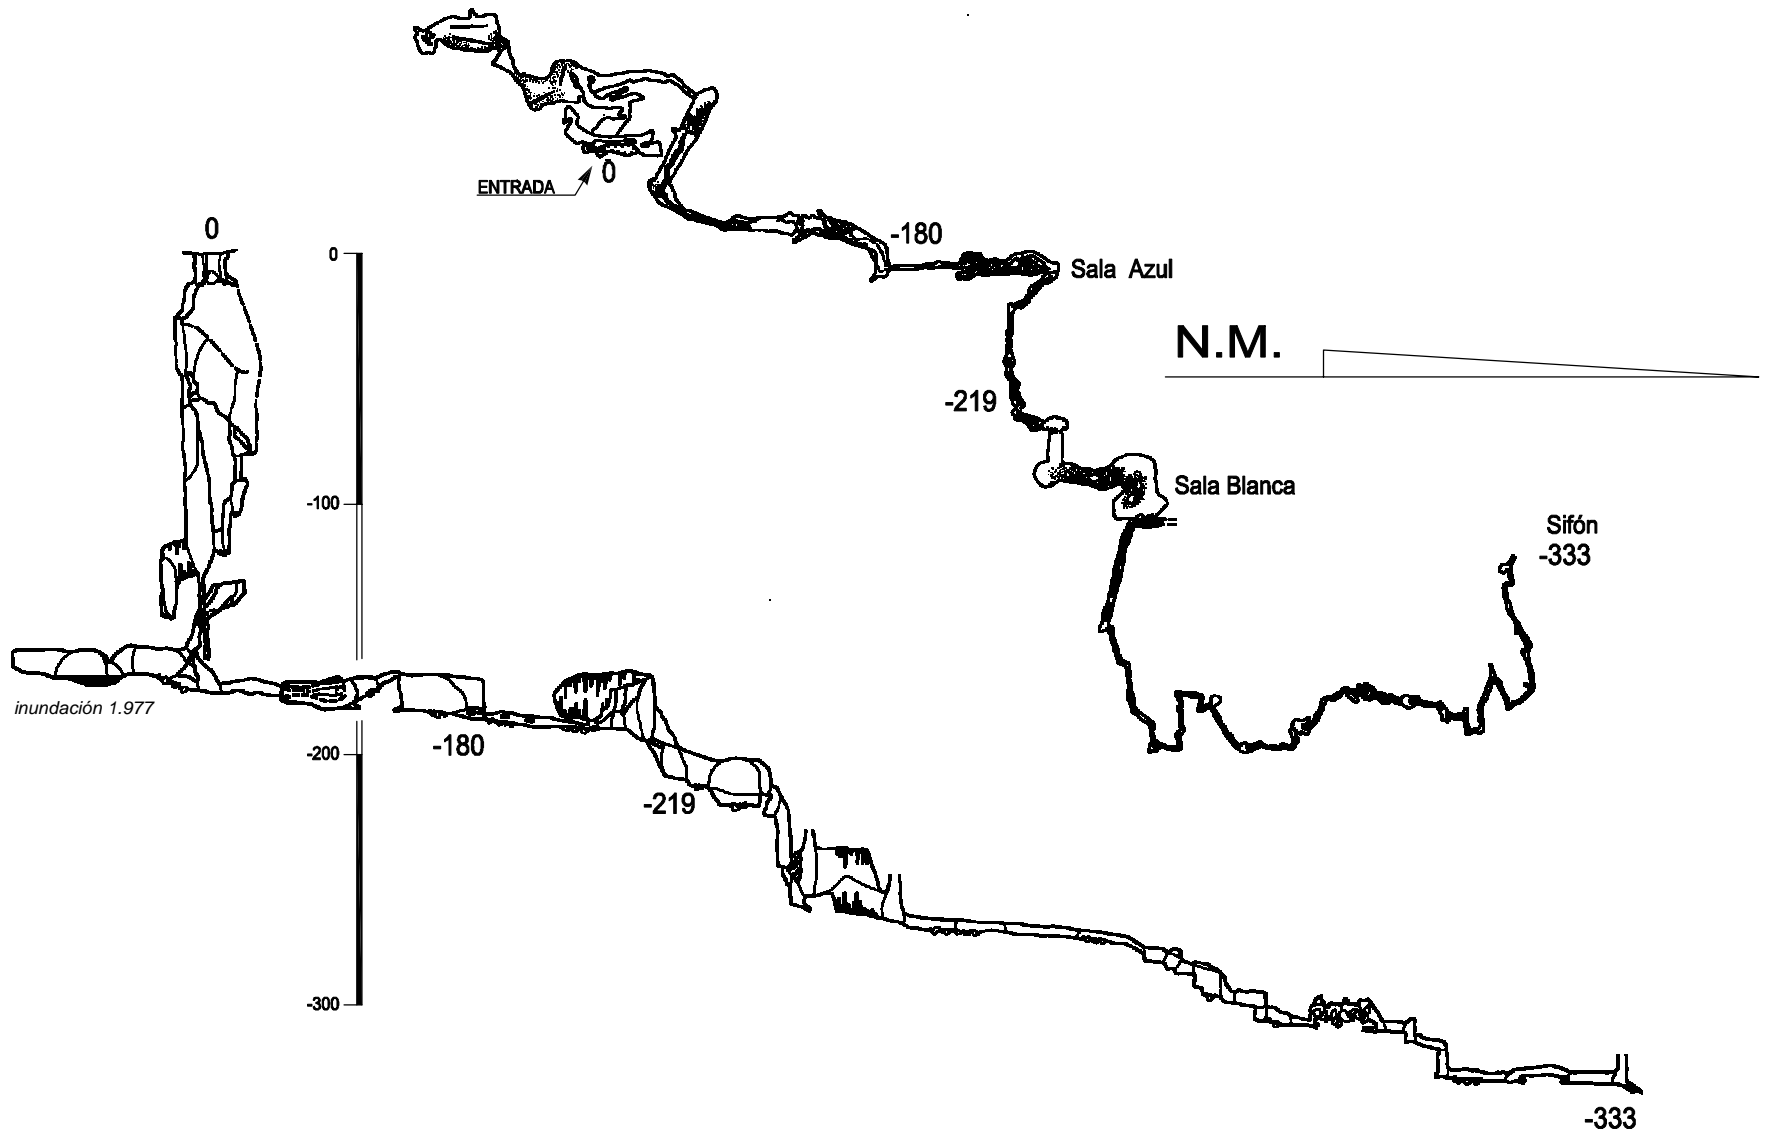 0
ENTRADA
0
-180
0
Sala Azul
N.M.
-219
Sala Blanca
-100
Sifón
-333
inundación 1.977
-180
-200
-219
-300
-333